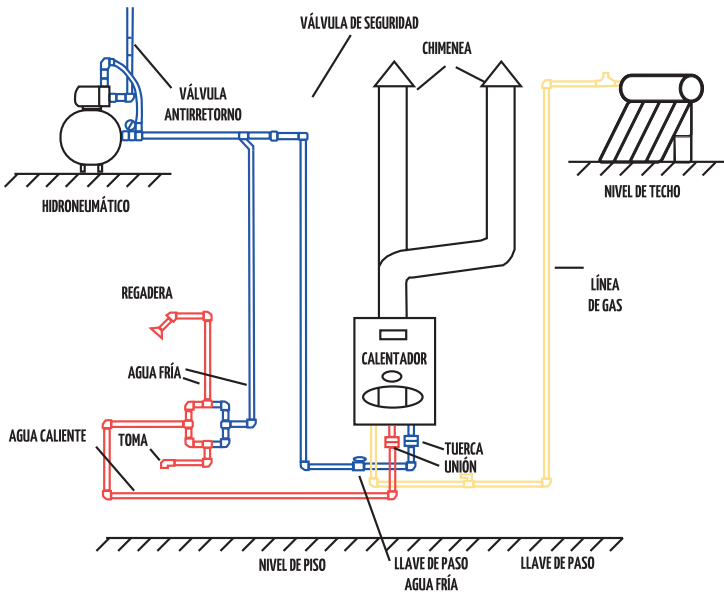 VÁLVULA DE SEGURIDAD
CHIMENEA
VÁLVULA
ANTIRRETORNO
HIDRONEUMÁTICO
NIVEL DE TECHO
LÍNEA
DE GAS
REGADERA
CALENTADOR
AGUA FRÍA
AGUA CALIENTE
TOMA
TUERCA
UNIÓN
NIVEL DE PISO
LLAVE DE PASO
AGUA FRÍA
LLAVE DE PASO